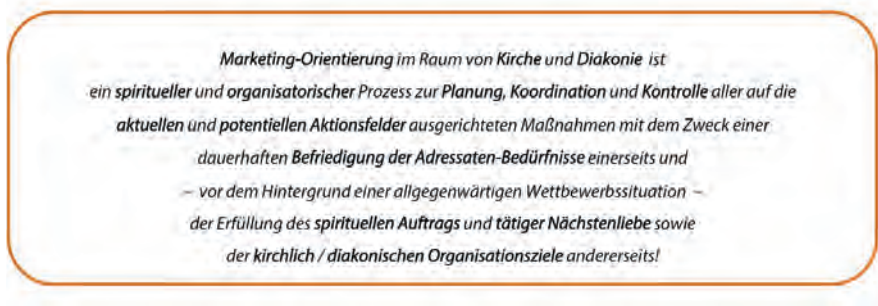 Marketing-Orientierung im Raum von Kirche und Diakonie ist
ein spiritueller und organisatorischer Prozess zur Planung, Koordination und Kontrolle aller auf die
aktuellen und potentiellen Aktionsfelder ausgerichteten Maßnahmen mit dem Zweck einer
dauerhaften Befriedigung der Adressaten-Bedürfnisse einerseits und
– vor dem Hintergrund einer allgegenwärtigen Wettbewerbssituation –
der Erfüllung des spirituellen Auftrags und tätiger Nächstenliebe sowie
der kirchlich / diakonischen Organisationsziele andererseits!